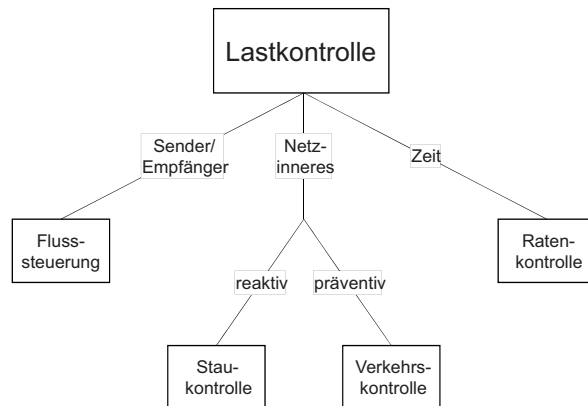 Lastkontrolle
Sender/
Empfänger
Netz-
inneres
Zeit
Fluss-
steuerung
Raten-
kontrolle
reaktiv
präventiv
Stau-
kontrolle
Verkehrs-
kontrolle